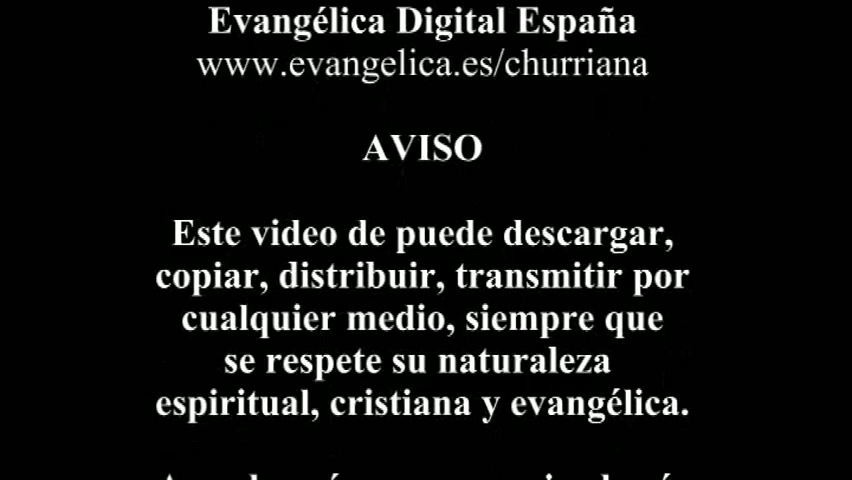 Evangélica Digital España
www.evangelica.es/churriana
AVISO
Este video de puede descargar,
copiar, distribuir, transmitir por
cualquier medio, siempre que
se respete su naturaleza
espiritual, cristiana y evangélica.